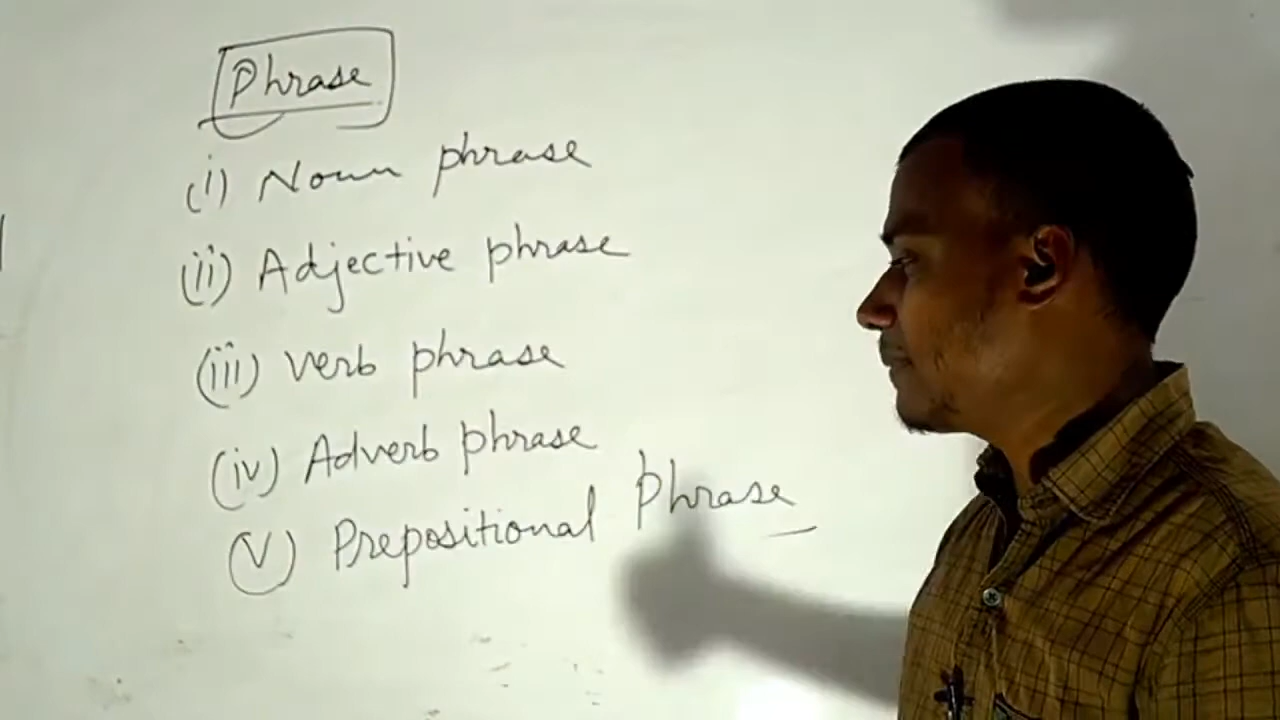 Phrase
(i) Noun phrase
(ii) Adjective phrase
(iii) verb phrase
(iv) Adverb phrase
(v) Prepositional Phrase